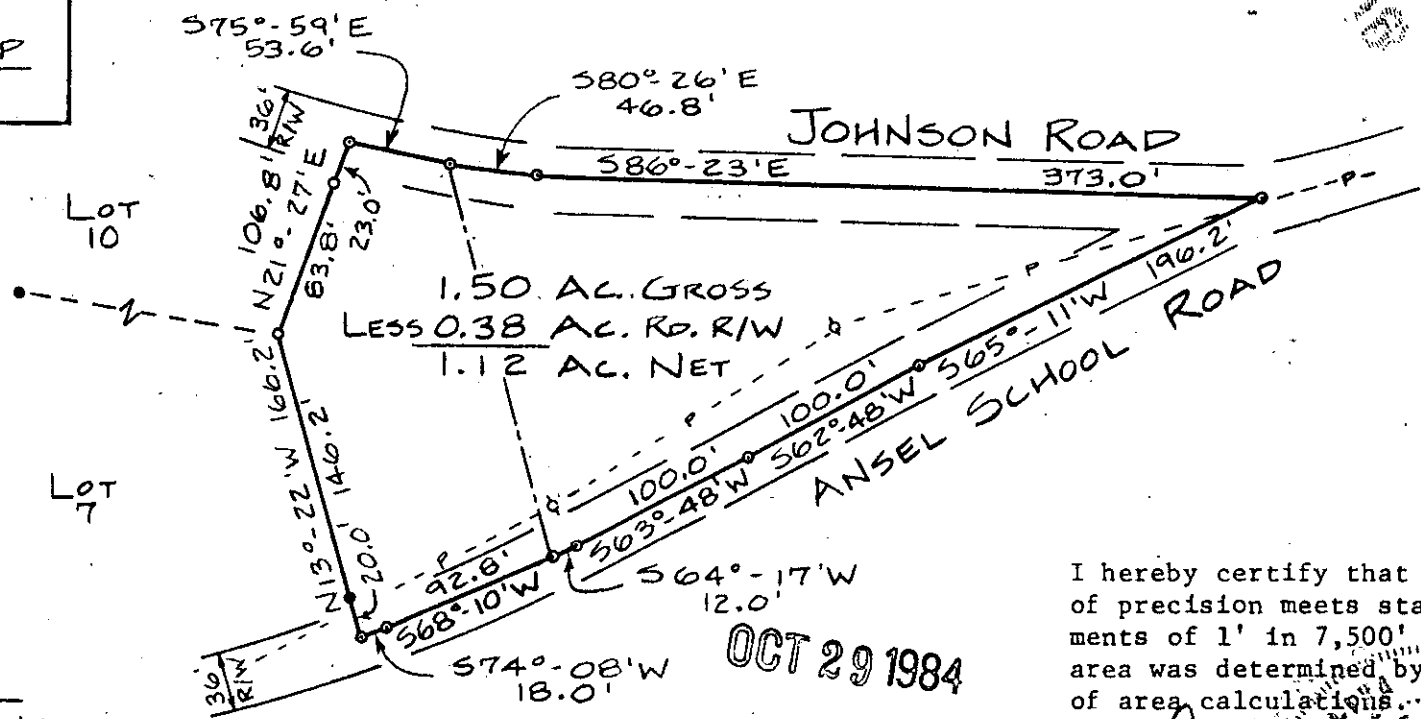 P
S75°-59'E
53.6'
S80°-26'E
46.8'
36'
R/W
JOHNSON ROAD
S86°-23'E
373.0'
LOT
10
N21°-27'E 106.8'
83.8'
23.0'
1.50 AC. GROSS
LESS 0.38 AC. RD. R/W
1.12 AC. NET
P
P
P
P
196.2'
S65°-11'W
ANSEL SCHOOL ROAD
100.0'
S62°-48'W
100.0'
S63°-48'W
LOT
7
N13°-22'W 166.2'
146.2'
20.0'
92.8'
S68°-10'W
S64°-17'W
12.0'
S74°-08'W
18.0'
36'
R/W
OCT 29 1984
I hereby certify that
of precision meets sta
ments of 1' in 7,500'
area was determined by
of area calculations.